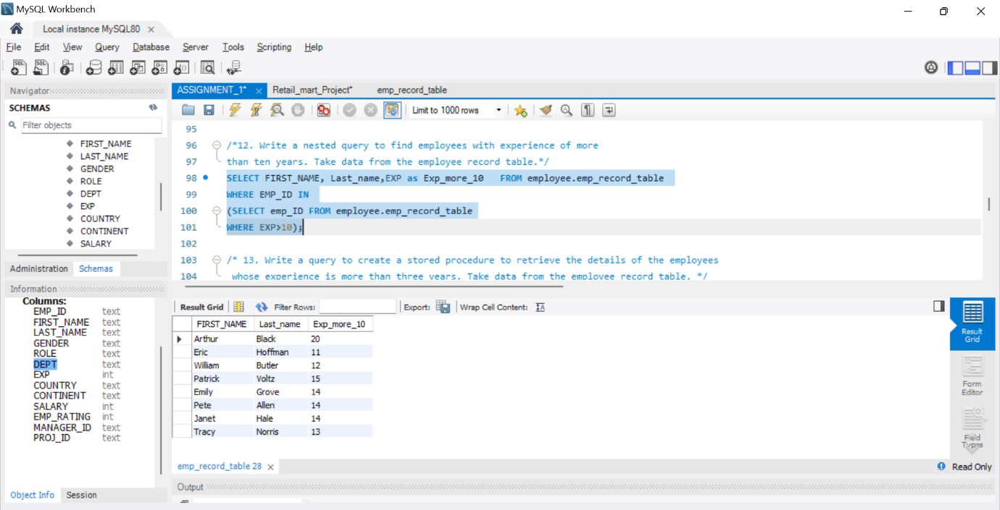 MySQL Workbench
Local instance MySQL80
File Edit View Query Database Server Tools Scripting Help
Navigator
SCHEMAS
Filter objects
FIRST_NAME
LAST_NAME
GENDER
ROLE
DEPT
EXP
COUNTRY
CONTINENT
SALARY
Administration Schemas
Information
Columns:
EMP_ID text
FIRST_NAME text
LAST_NAME text
GENDER text
ROLE text
DEPT text
EXP int
COUNTRY text
CONTINENT text
SALARY int
EMP_RATING int
MANAGER_ID text
PROJ_ID text
Object Info Session
ASSIGNMENT_1* Retail_mart_Project* emp_record_table
Limit to 1000 rows
95
96 /*12. Write a nested query to find employees with experience of more
97 than ten years. Take data from the employee record table.*/
98 SELECT FIRST_NAME, Last_name,EXP as Exp_more_10 FROM employee.emp_record_table
99 WHERE EMP_ID IN
100 (SELECT emp_ID FROM employee.emp_record_table
101 WHERE EXP>10);
102
103 /* 13. Write a query to create a stored procedure to retrieve the details of the employees
104 whose experience is more than three years. Take data from the employee record table. */
Result Grid Filter Rows: Export: Wrap Cell Content:
FIRST_NAME Last_name Exp_more_10
Arthur Black 20
Eric Hoffman 11
William Butler 12
Patrick Voltz 15
Emily Grove 14
Pete Allen 14
Janet Hale 14
Tracy Norris 13
Result
Grid
Form
Editor
Field
Types
emp_record_table 28
Read Only
Output